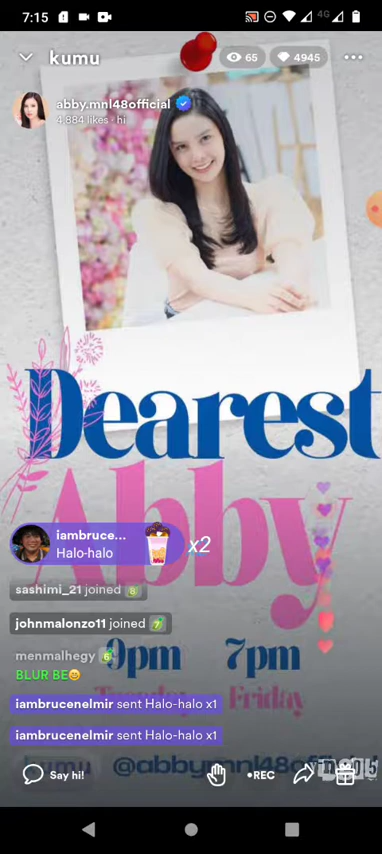 7:15
4G
kumu
65
4945
abby.mnl48official
4,884 likes · hi
Dearest
Abby
iambruce...
Halo-halo
x2
sashimi_21 joined 8
johnmalonzo11 joined
menmalhegy 6
BLUR BE😊
9pm 7pm
Tuesday Friday
iambrucenelmir sent Halo-halo x1
iambrucenelmir sent Halo-halo x1
kumu @abbymnl48official
Say hi!
•REC